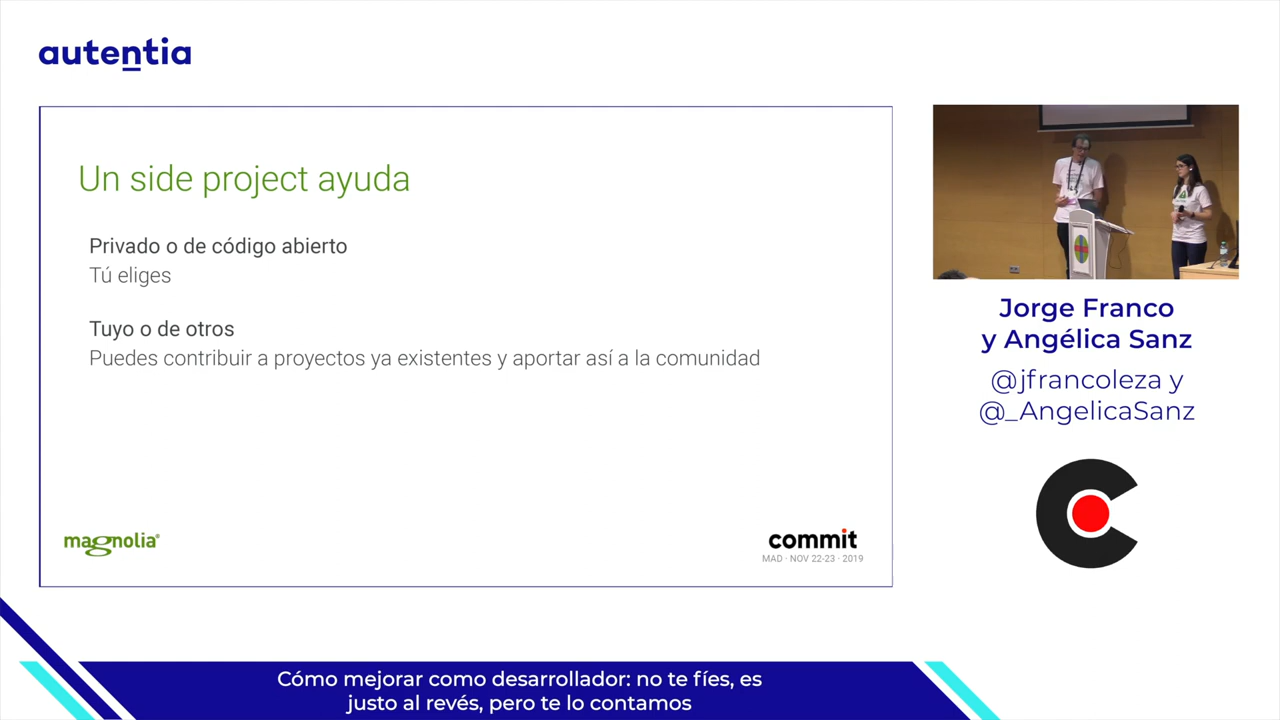 autentia
Un side project ayuda
Privado o de código abierto
Tú eliges
Tuyo o de otros
Puedes contribuir a proyectos ya existentes y aportar así a la comunidad
magnolia®
commit
MAD · NOV 22-23 · 2019
Jorge Franco
y Angélica Sanz
@jfrancoleza y
@_AngelicaSanz
Cómo mejorar como desarrollador: no te fíes, es
justo al revés, pero te lo contamos